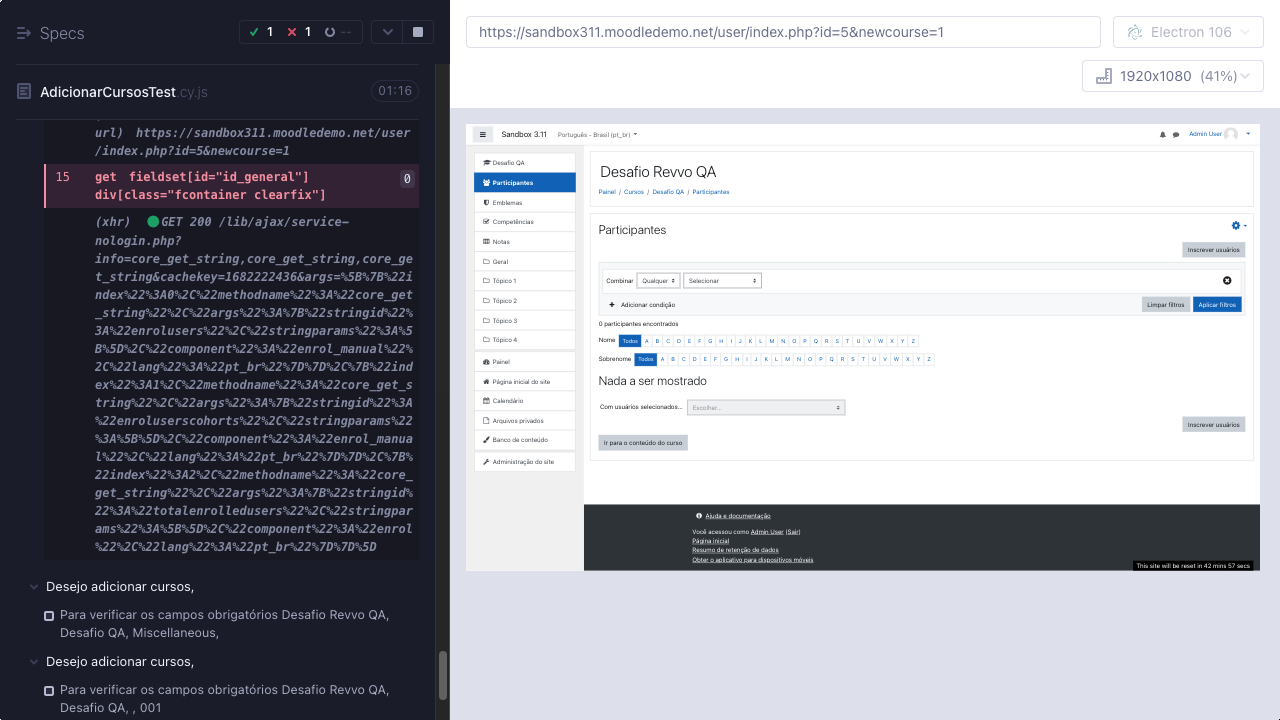 Specs
1
1
--
AdicionarCursosTest.cy.js
01:16
url) https://sandbox311.moodledemo.net/user
/index.php?id=5&newcourse=1
15 get fieldset[id="id_general"] 0
div[class="fcontainer clearfix"]
(xhr) GET 200 /lib/ajax/service-
nologin.php?
info=core_get_string,core_get_string,core_ge
t_string&cachekey=1682222436&args=%5B%7B%22i
ndex%22%3A0%2C%22methodname%22%3A%22core_get
_string%22%2C%22args%22%3A%7B%22stringid%22%
3A%22enrolusers%22%2C%22stringparams%22%3A%5
B%5D%2C%22component%22%3A%22enrol_manual%22%
2C%22lang%22%3A%22pt_br%22%7D%7D%2C%7B%22ind
ex%22%3A1%2C%22methodname%22%3A%22core_get_s
tring%22%2C%22args%22%3A%7B%22stringid%22%3A
%22enroluserscohorts%22%2C%22stringparams%22
%3A%5B%5D%2C%22component%22%3A%22enrol_manua
l%22%2C%22lang%22%3A%22pt_br%22%7D%7D%2C%7B%
22index%22%3A2%2C%22methodname%22%3A%22core_
get_string%22%2C%22args%22%3A%7B%22stringid%
22%3A%22totalenrolledusers%22%2C%22stringpar
ams%22%3A%5B%5D%2C%22component%22%3A%22enrol
%22%2C%22lang%22%3A%22pt_br%22%7D%7D%5D
Desejo adicionar cursos,
Para verificar os campos obrigatórios Desafio Revvo QA,
Desafio QA, Miscellaneous,
Desejo adicionar cursos,
Para verificar os campos obrigatórios Desafio Revvo QA,
Desafio QA, , 001
https://sandbox311.moodledemo.net/user/index.php?id=5&newcourse=1
Electron 106
1920x1080 (41%)
Sandbox 3.11 Português - Brasil (pt_br)
Admin User
Desafio QA
Participantes
Emblemas
Competências
Notas
Geral
Tópico 1
Tópico 2
Tópico 3
Tópico 4
Painel
Página inicial do site
Calendário
Arquivos privados
Banco de conteúdo
Administração do site
Desafio Revvo QA
Painel / Cursos / Desafio QA / Participantes
Participantes
Inscrever usuários
Combinar Qualquer Selecionar
Adicionar condição
Limpar filtros Aplicar filtros
0 participantes encontrados
Nome Todos A B C D E F G H I J K L M N O P Q R S T U V W X Y Z
Sobrenome Todos A B C D E F G H I J K L M N O P Q R S T U V W X Y Z
Nada a ser mostrado
Com usuários selecionados... Escolher...
Inscrever usuários
Ir para o conteúdo do curso
Ajuda e documentação
Você acessou como Admin User (Sair)
Página inicial
Resumo de retenção de dados
Obter o aplicativo para dispositivos móveis
This site will be reset in 42 mins 57 secs